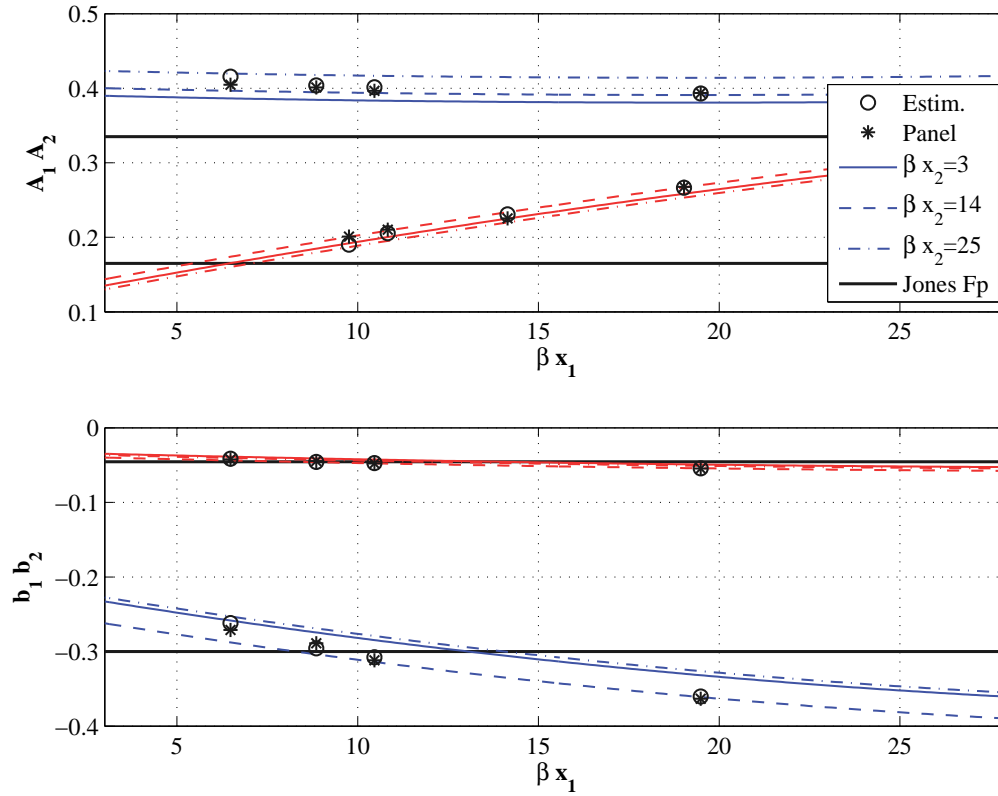 0.5
0.4
0.3
0.2
0.1
A₁ A₂
5
10
15
20
25
β x₁
Estim.
Panel
β x₂=3
β x₂=14
β x₂=25
Jones Fp
0
−0.1
−0.2
−0.3
−0.4
b₁ b₂
5
10
15
20
25
β x₁